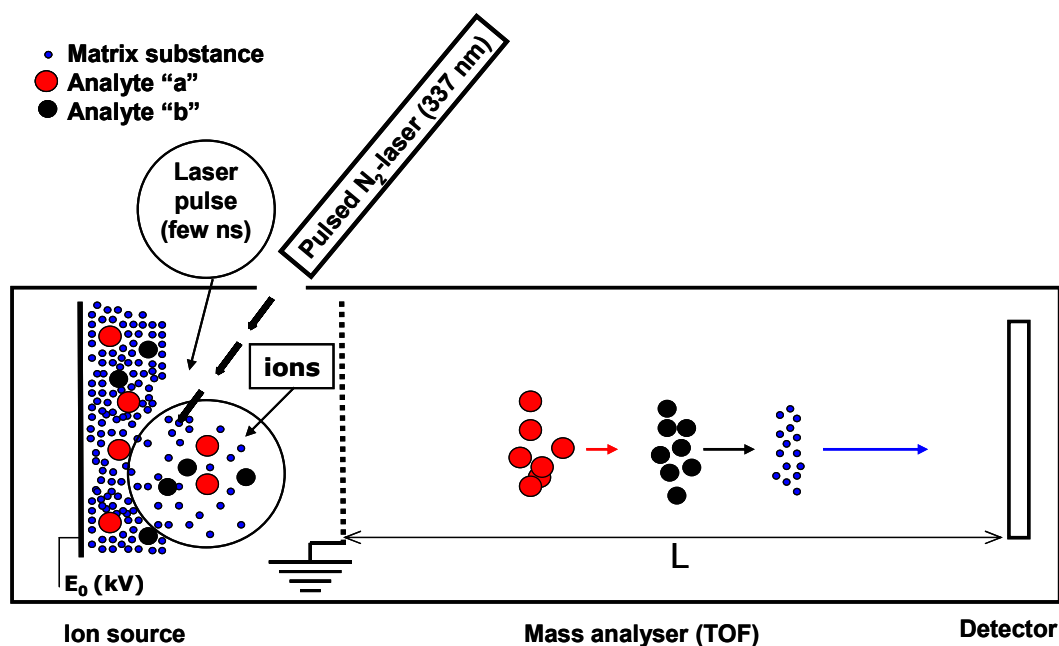 Matrix substance
Analyte “a”
Analyte “b”
Laser
pulse
(few ns)
Pulsed N₂-laser (337 nm)
ions
L
E₀ (kV)
Ion source
Mass analyser (TOF)
Detector